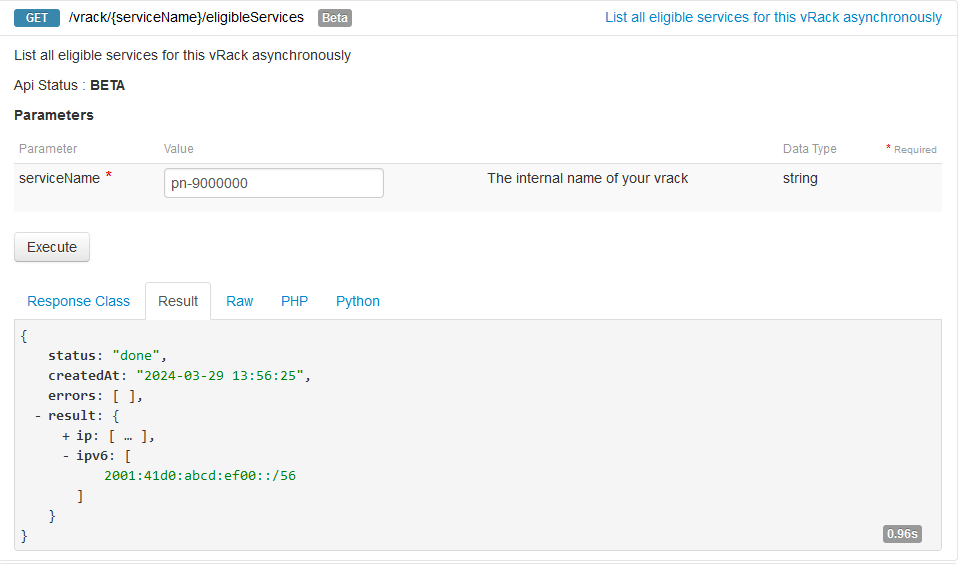 GET /vrack/{serviceName}/eligibleServices Beta List all eligible services for this vRack asynchronously
List all eligible services for this vRack asynchronously
Api Status : BETA
Parameters
Parameter Value Data Type * Required
serviceName * pn-9000000 The internal name of your vrack string
Execute
Response Class Result Raw PHP Python
{
status: "done",
createdAt: "2024-03-29 13:56:25",
errors: [ ],
- result: {
+ ip: [ … ],
- ipv6: [
2001:41d0:abcd:ef00::/56
]
}
}
0.96s